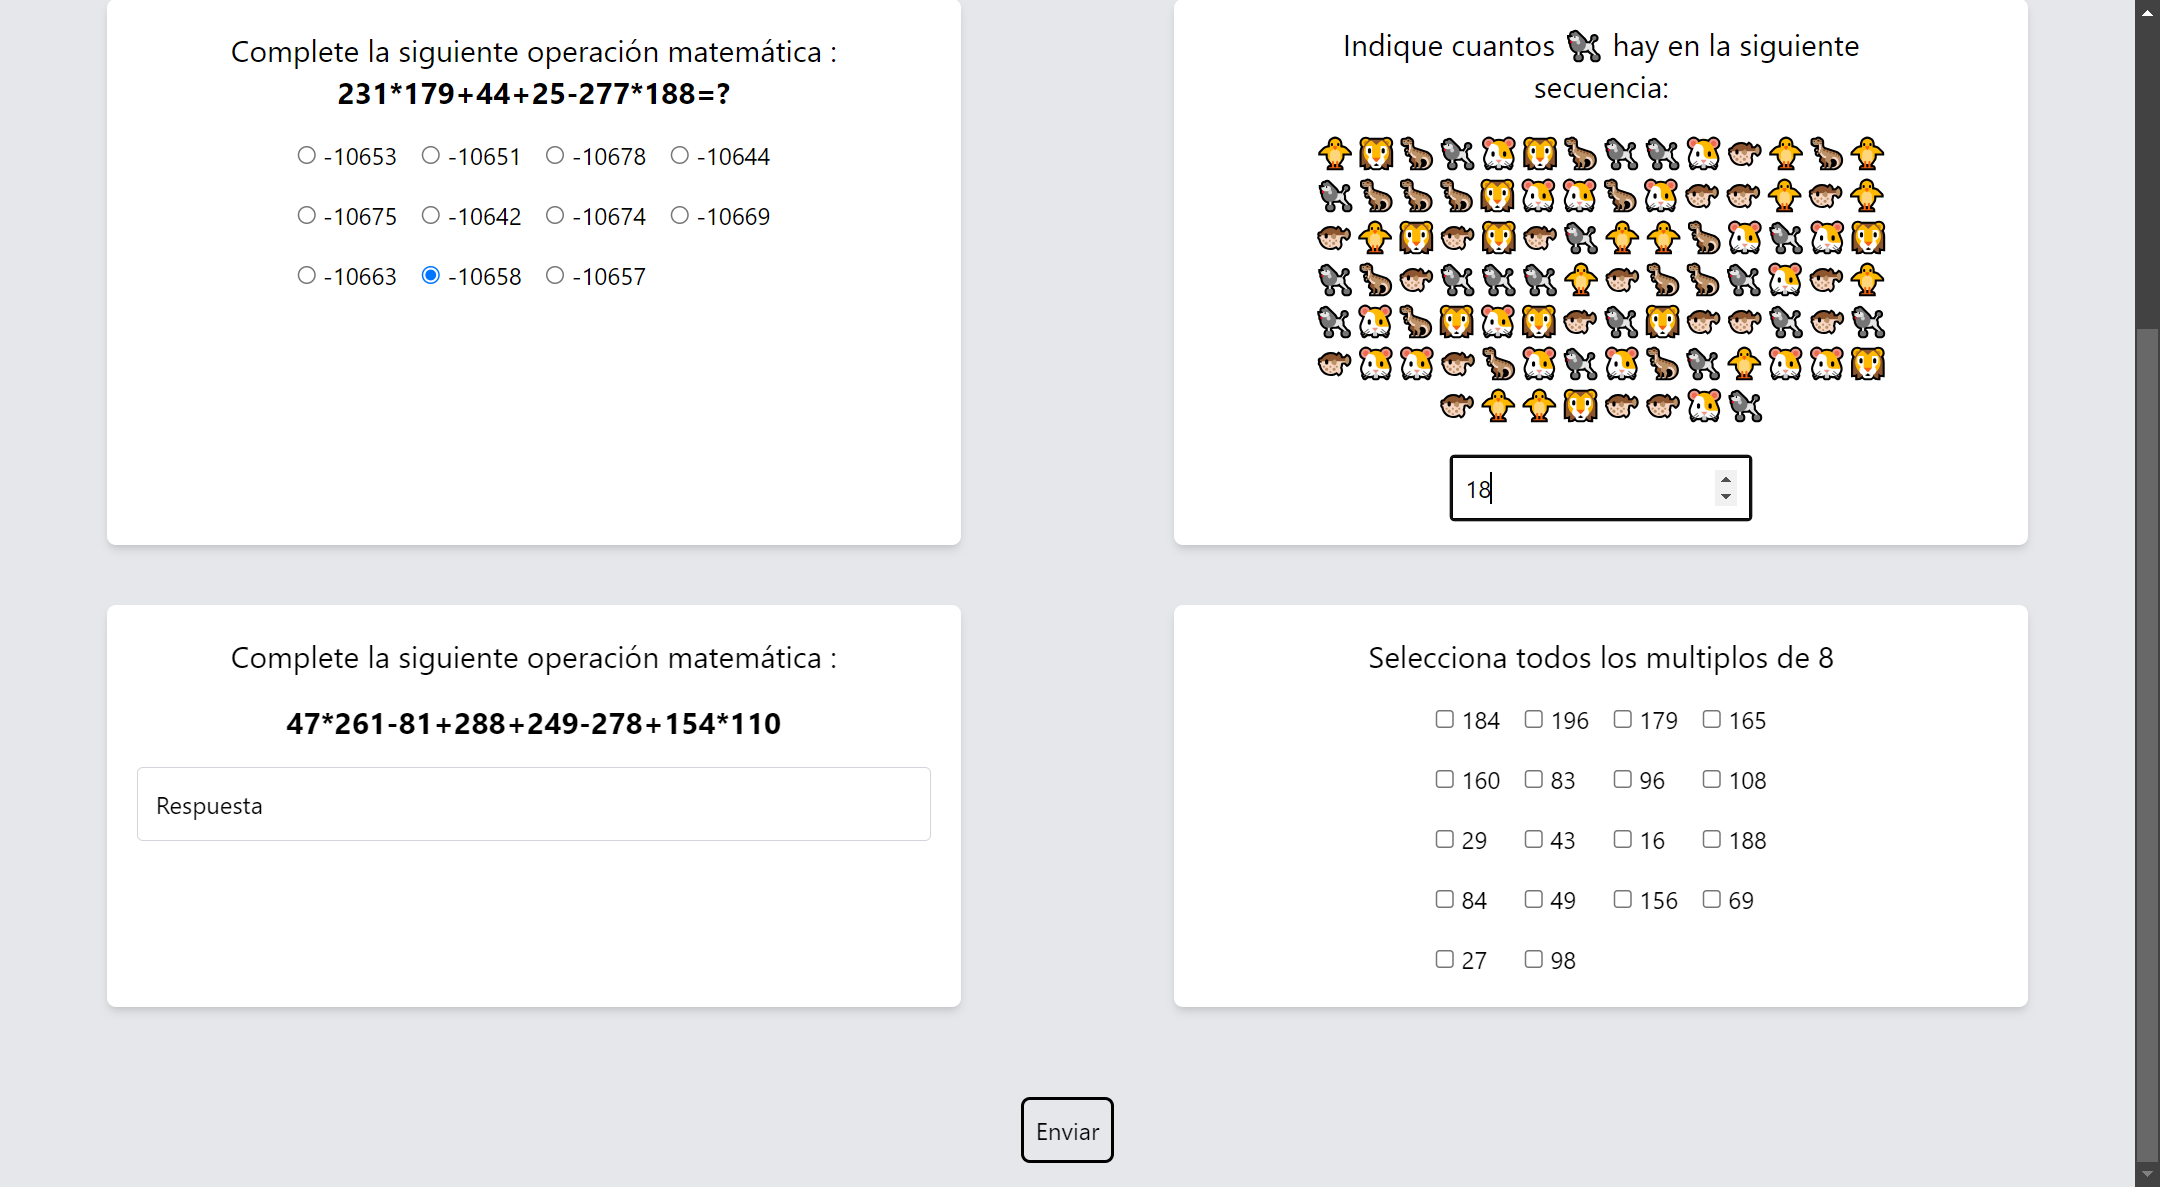 Complete la siguiente operación matemática :
231*179+44+25-277*188=?
-10653 -10651 -10678 -10644
-10675 -10642 -10674 -10669
-10663 -10658 -10657
Indique cuantos 🐩 hay en la siguiente
secuencia:
18
Complete la siguiente operación matemática :
47*261-81+288+249-278+154*110
Respuesta
Selecciona todos los multiplos de 8
184 196 179 165
160 83 96 108
29 43 16 188
84 49 156 69
27 98
Enviar